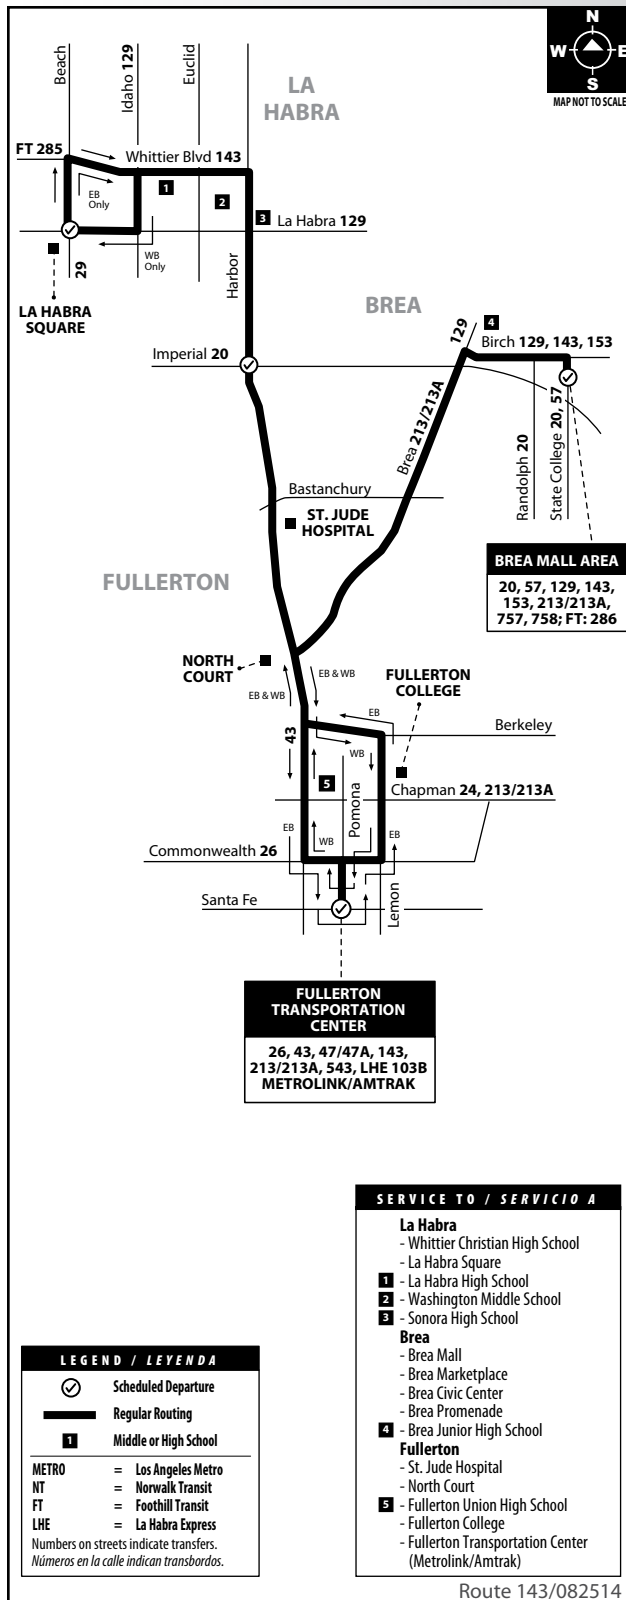 N
W
E
S
MAP NOT TO SCALE
Beach
Idaho 129
Euclid
LA
HABRA
FT 285
Whittier Blvd 143
EB
Only
1
2
3
La Habra 129
WB
Only
29
Harbor
LA HABRA
SQUARE
BREA
129
4
Birch 129, 143, 153
Imperial 20
Brea 213/213A
Randolph 20
State College 20, 57
Bastanchury
ST. JUDE
HOSPITAL
BREA MALL AREA
20, 57, 129, 143,
153, 213/213A,
757, 758; FT: 286
FULLERTON
NORTH
COURT
EB & WB
EB & WB
FULLERTON
COLLEGE
EB
Berkeley
43
WB
5
Pomona
Chapman 24, 213/213A
EB
WB
EB
Commonwealth 26
Santa Fe
Lemon
FULLERTON
TRANSPORTATION
CENTER
26, 43, 47/47A, 143,
213/213A, 543, LHE 103B
METROLINK/AMTRAK
SERVICE TO / SERVICIO A
La Habra
- Whittier Christian High School
- La Habra Square
1 - La Habra High School
2 - Washington Middle School
3 - Sonora High School
Brea
- Brea Mall
- Brea Marketplace
- Brea Civic Center
- Brea Promenade
4 - Brea Junior High School
Fullerton
- St. Jude Hospital
- North Court
5 - Fullerton Union High School
- Fullerton College
- Fullerton Transportation Center
(Metrolink/Amtrak)
LEGEND / LEYENDA
Scheduled Departure
Regular Routing
1 Middle or High School
METRO = Los Angeles Metro
NT = Norwalk Transit
FT = Foothill Transit
LHE = La Habra Express
Numbers on streets indicate transfers.
Números en la calle indican transbordos.
Route 143/082514